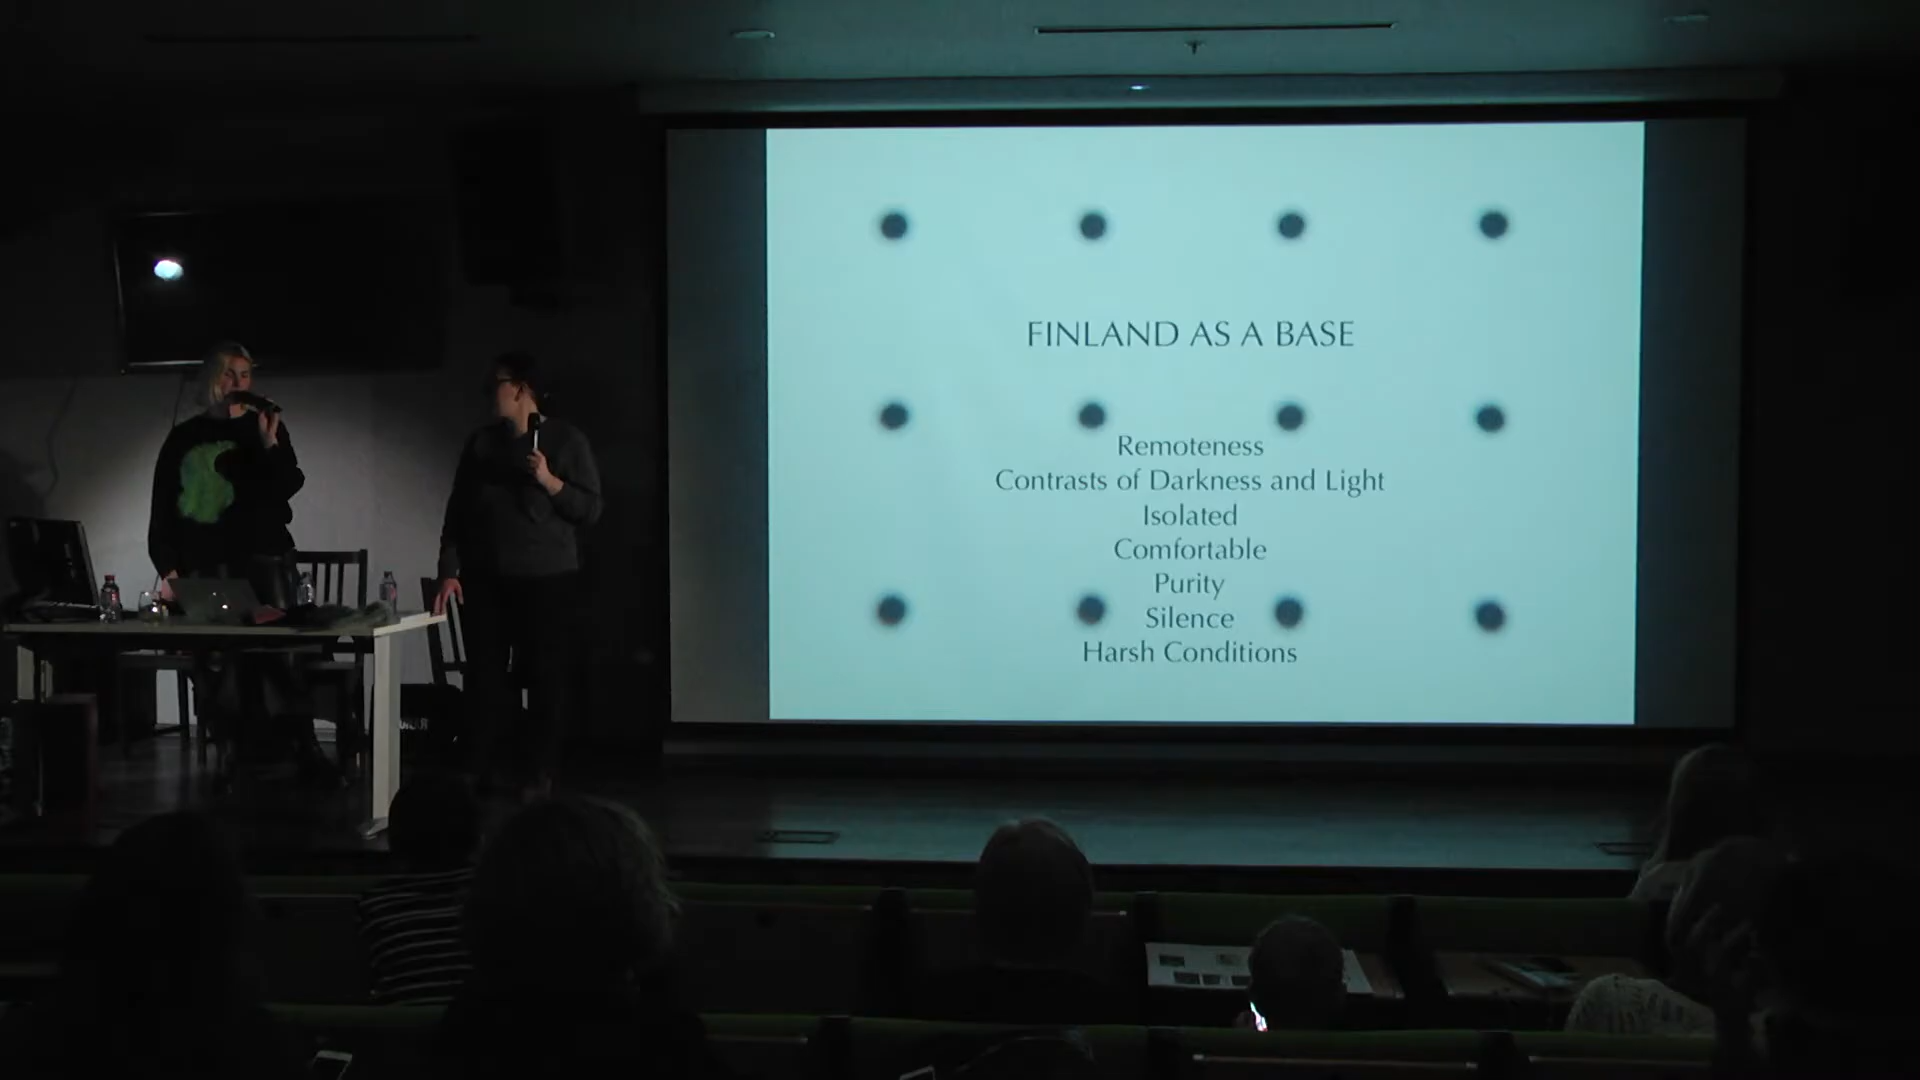 FINLAND AS A BASE
Remoteness
Contrasts of Darkness and Light
Isolated
Comfortable
Purity
Silence
Harsh Conditions